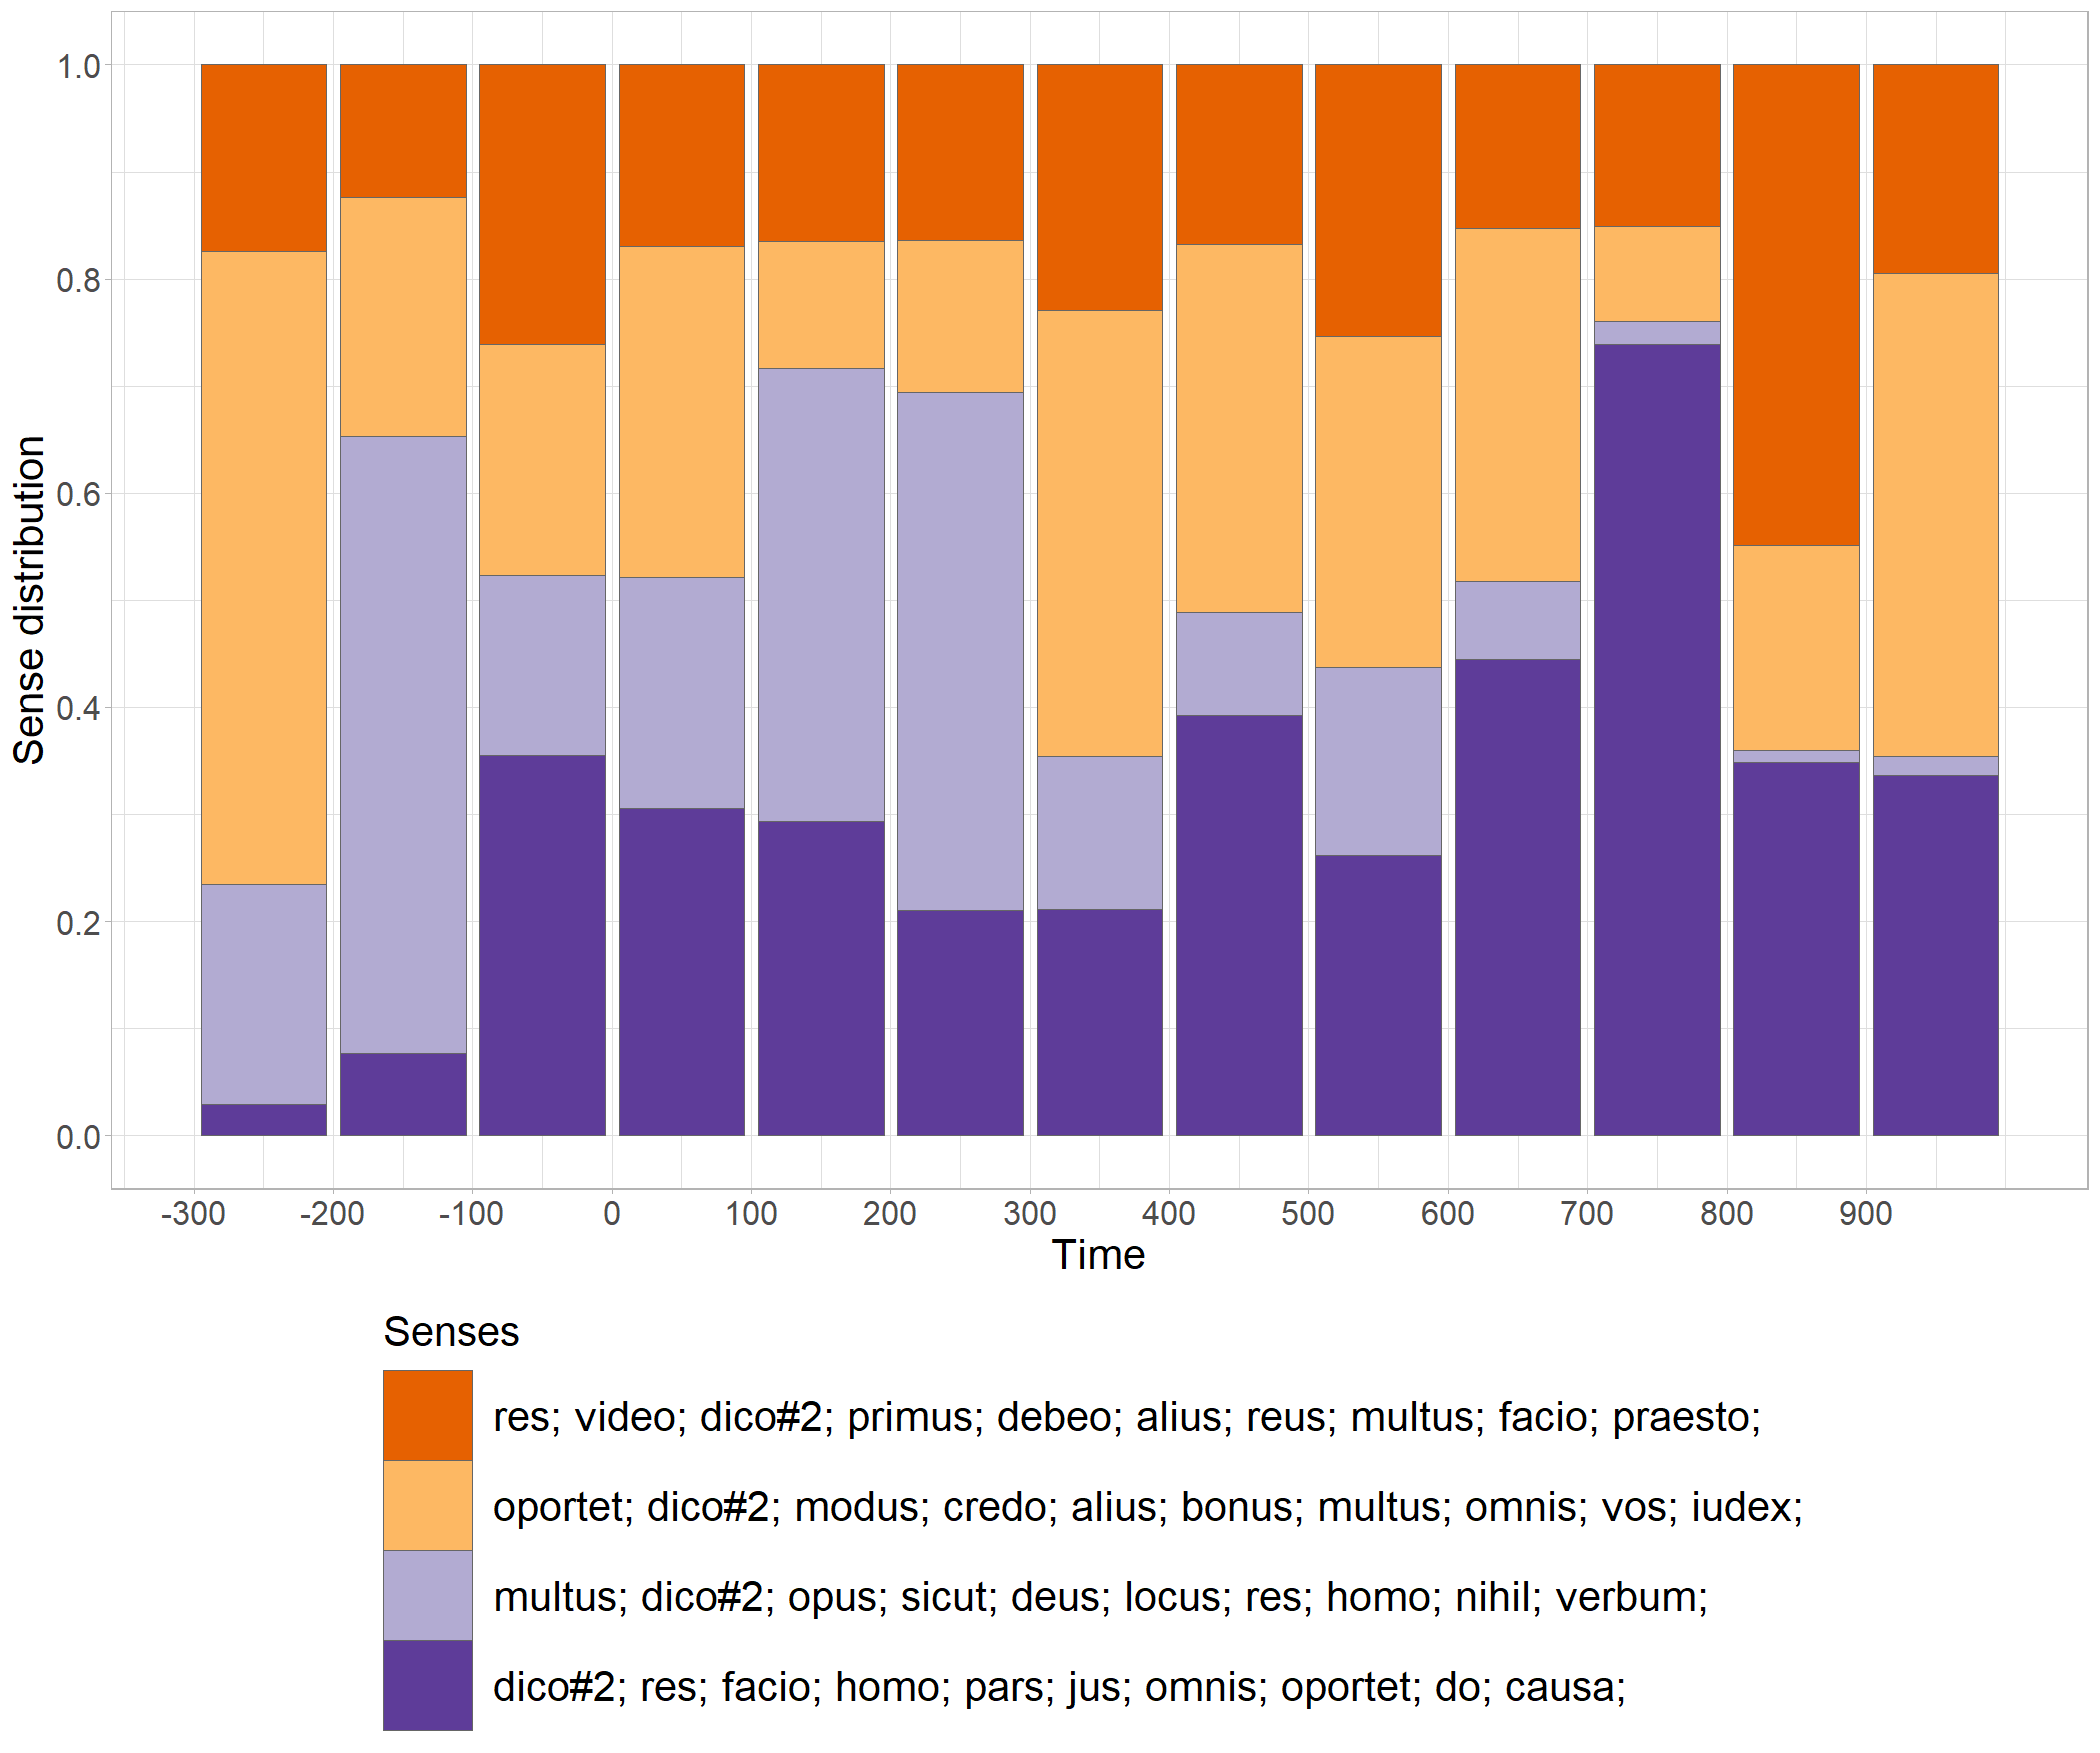 1.0
0.8
0.6
0.4
0.2
0.0
Sense distribution
-300 -200 -100 0 100 200 300 400 500 600 700 800 900
Time
Senses
res; video; dico#2; primus; debeo; alius; reus; multus; facio; praesto;
oportet; dico#2; modus; credo; alius; bonus; multus; omnis; vos; iudex;
multus; dico#2; opus; sicut; deus; locus; res; homo; nihil; verbum;
dico#2; res; facio; homo; pars; jus; omnis; oportet; do; causa;